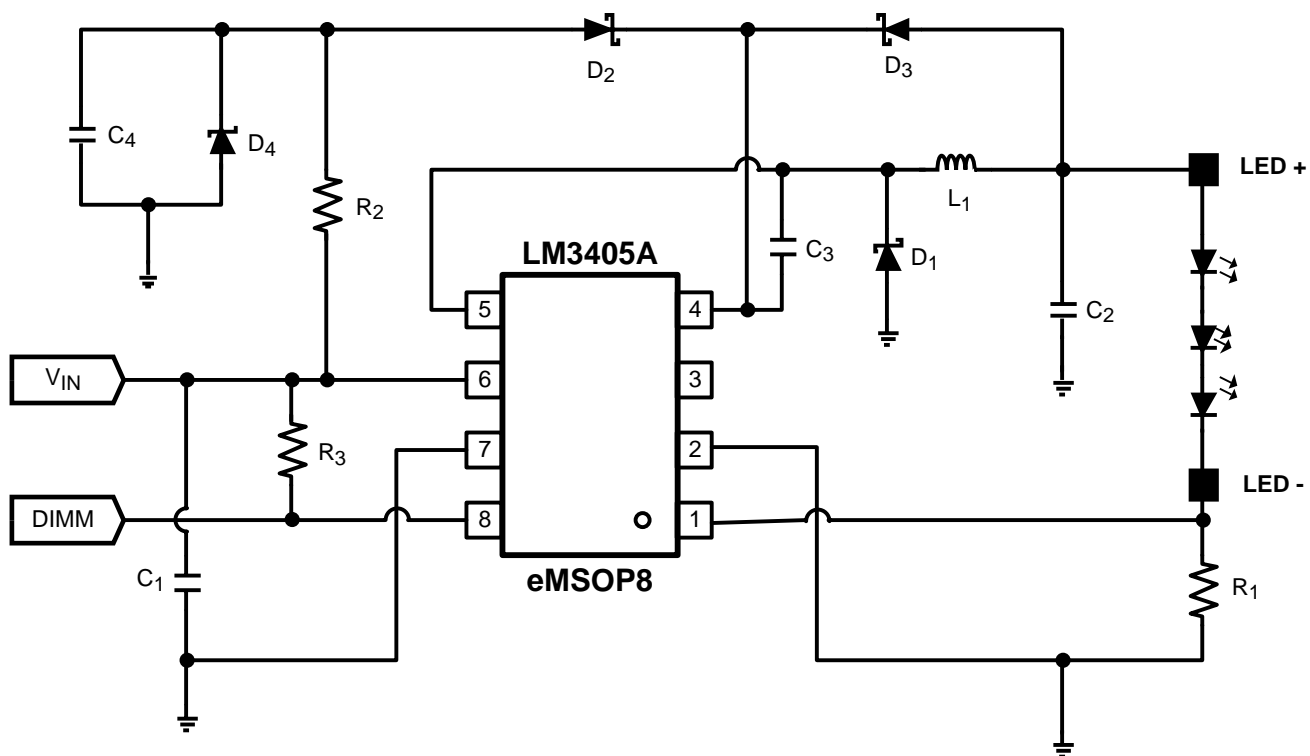 D2
D3
C4
D4
R2
LED +
L1
C3
D1
C2
LM3405A
5
4
VIN
6
3
R3
7
2
LED -
DIMM
8
1
C1
eMSOP8
R1